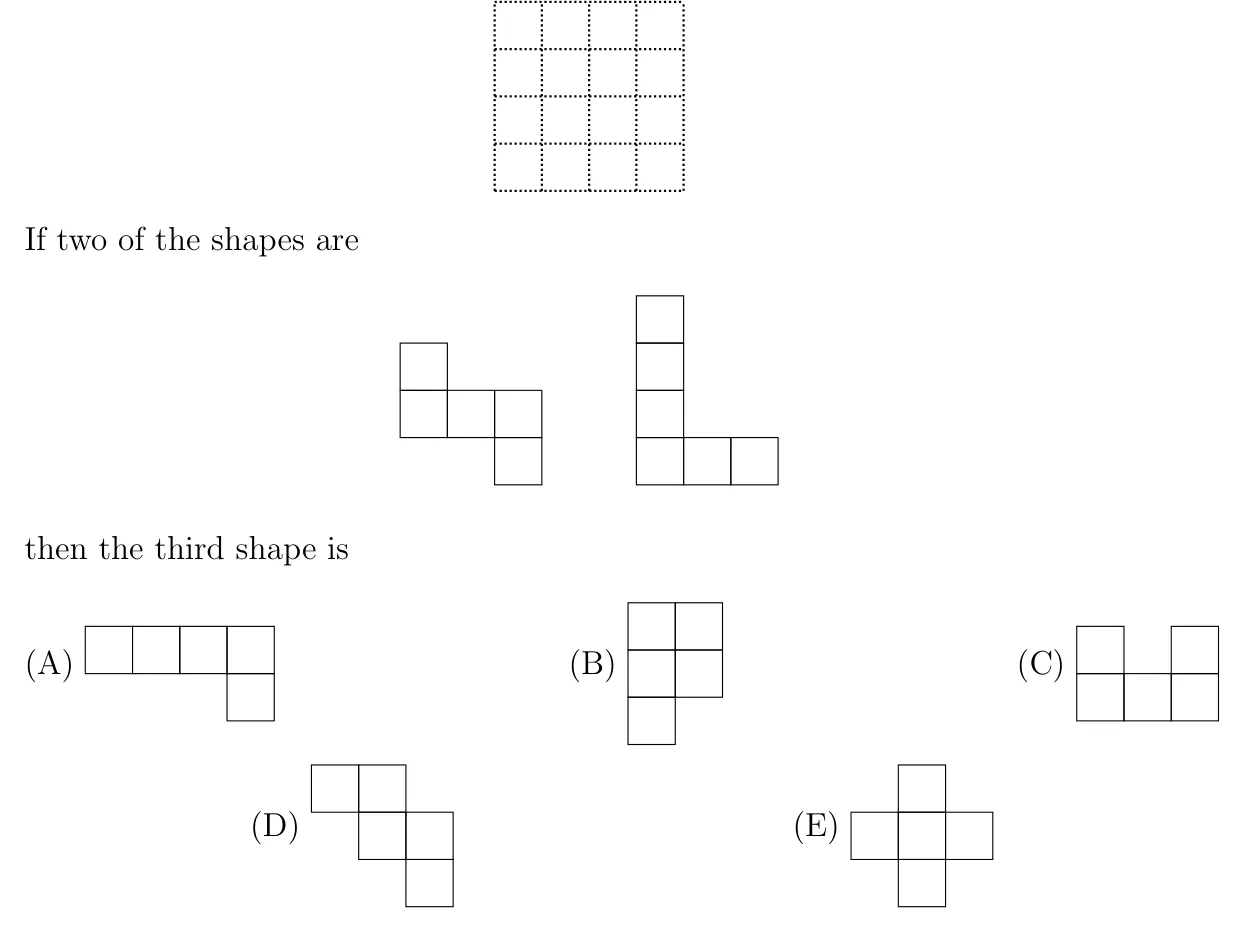 If two of the shapes are
then the third shape is
(A)
(B)
(C)
(D)
(E)